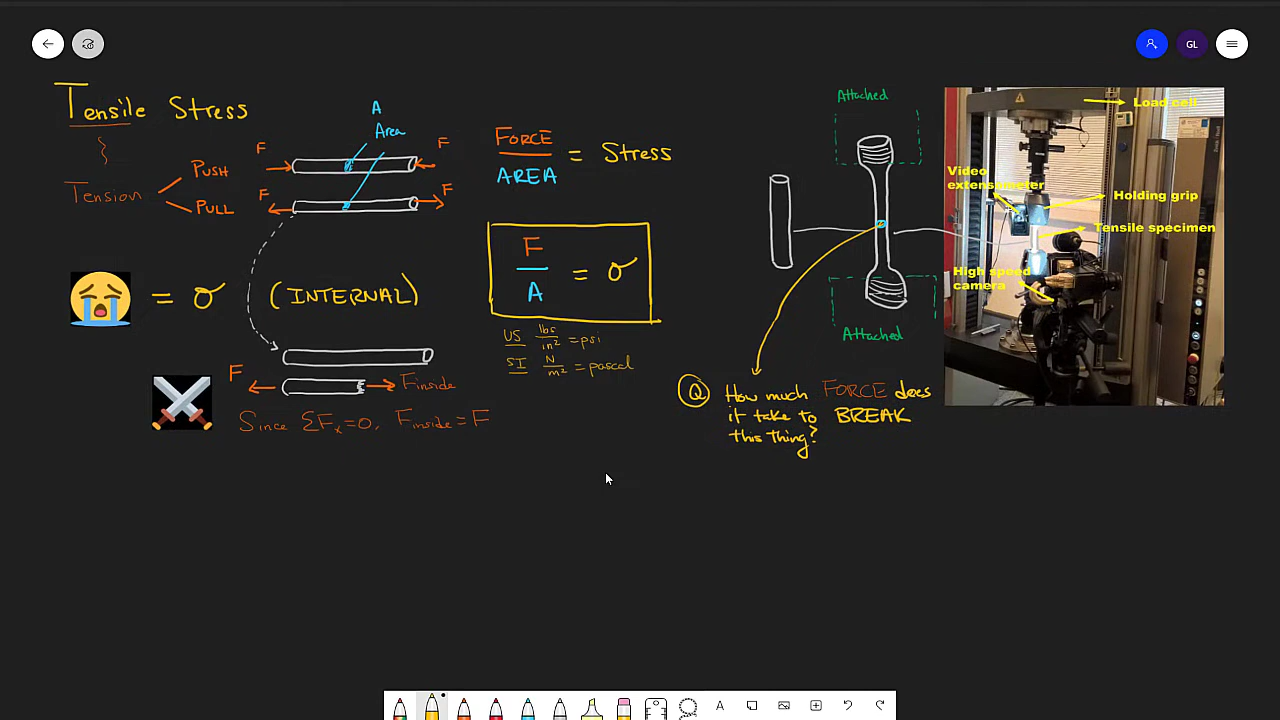 GL
Tensile Stress
Tension
PUSH
PULL
F
F
F
F
A
Area
FORCE
AREA
= Stress
F
A
= σ
US lbs/in² = psi
SI N/m² = pascal
= σ (INTERNAL)
F
Finside
Since ΣFx=0, Finside=F
Attached
Attached
Q How much FORCE does
it take to BREAK
this thing?
Load cell
Video
extensometer
Holding grip
Tensile specimen
High speed
camera
A